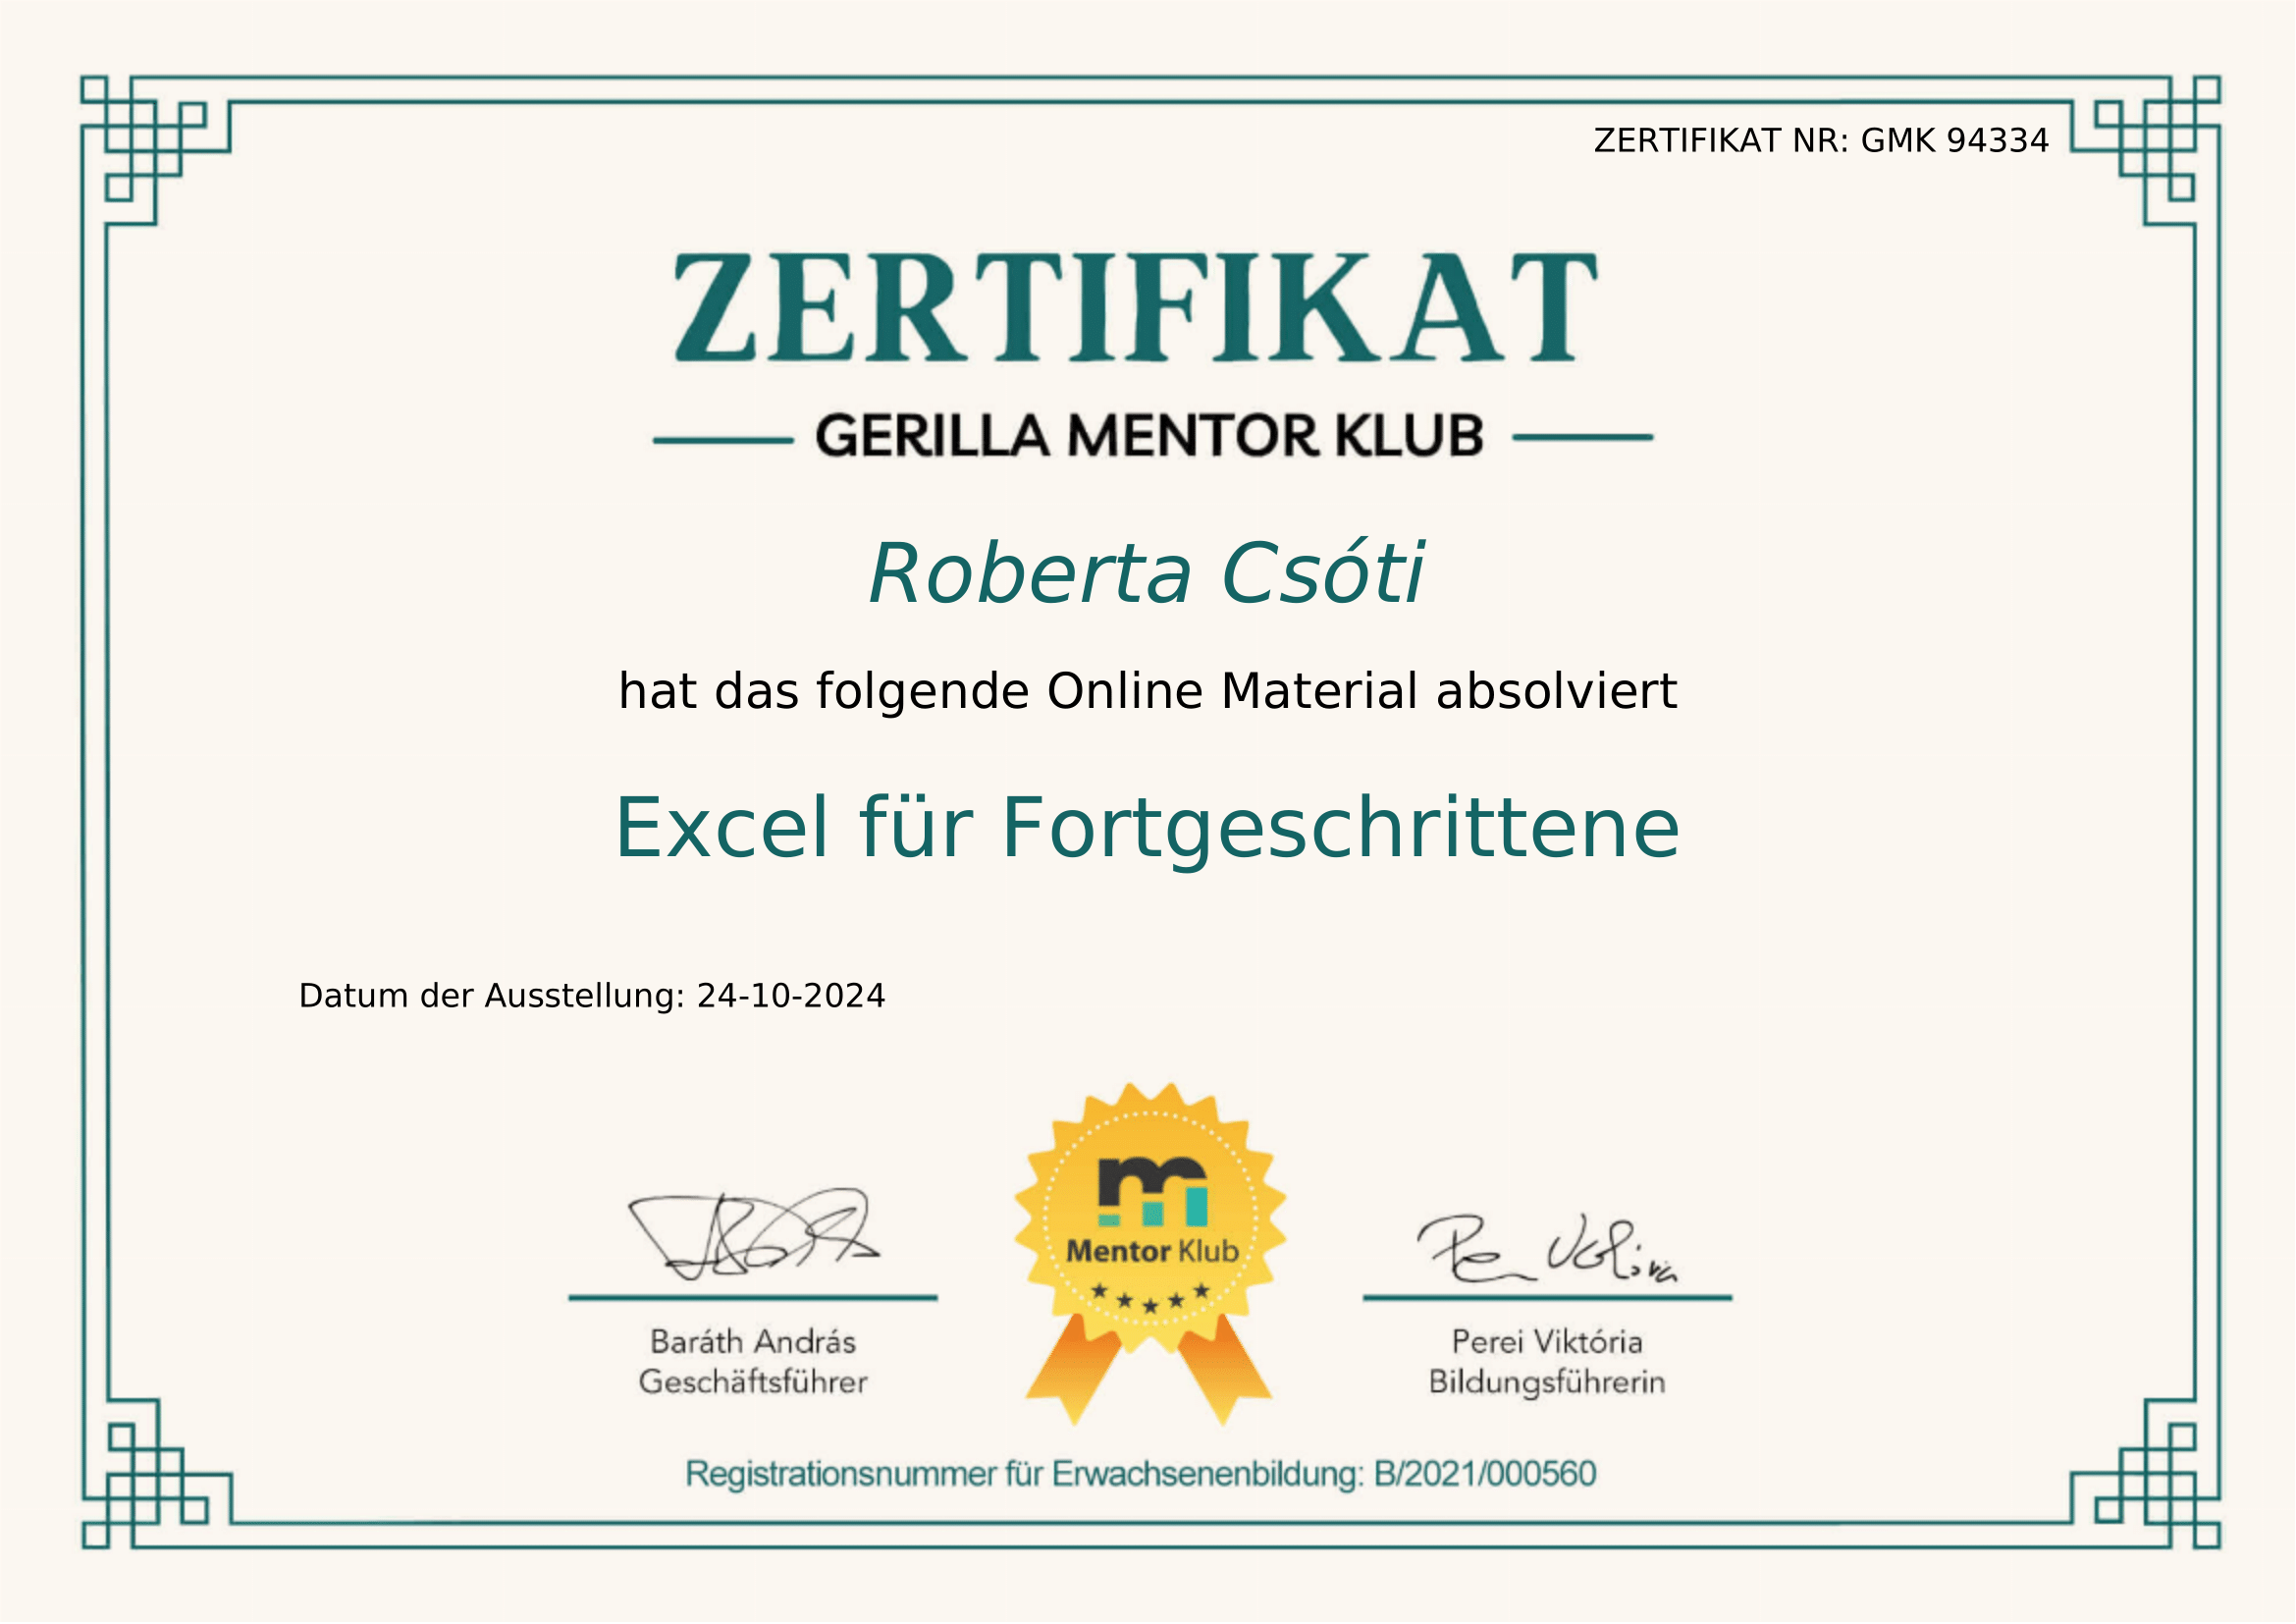 ZERTIFIKAT NR: GMK 94334
ZERTIFIKAT
GERILLA MENTOR KLUB
Roberta Csóti
hat das folgende Online Material absolviert
Excel für Fortgeschrittene
Datum der Ausstellung: 24-10-2024
Mentor Klub
Baráth András
Geschäftsführer
Perei Viktória
Bildungsführerin
Registrationsnummer für Erwachsenenbildung: B/2021/000560